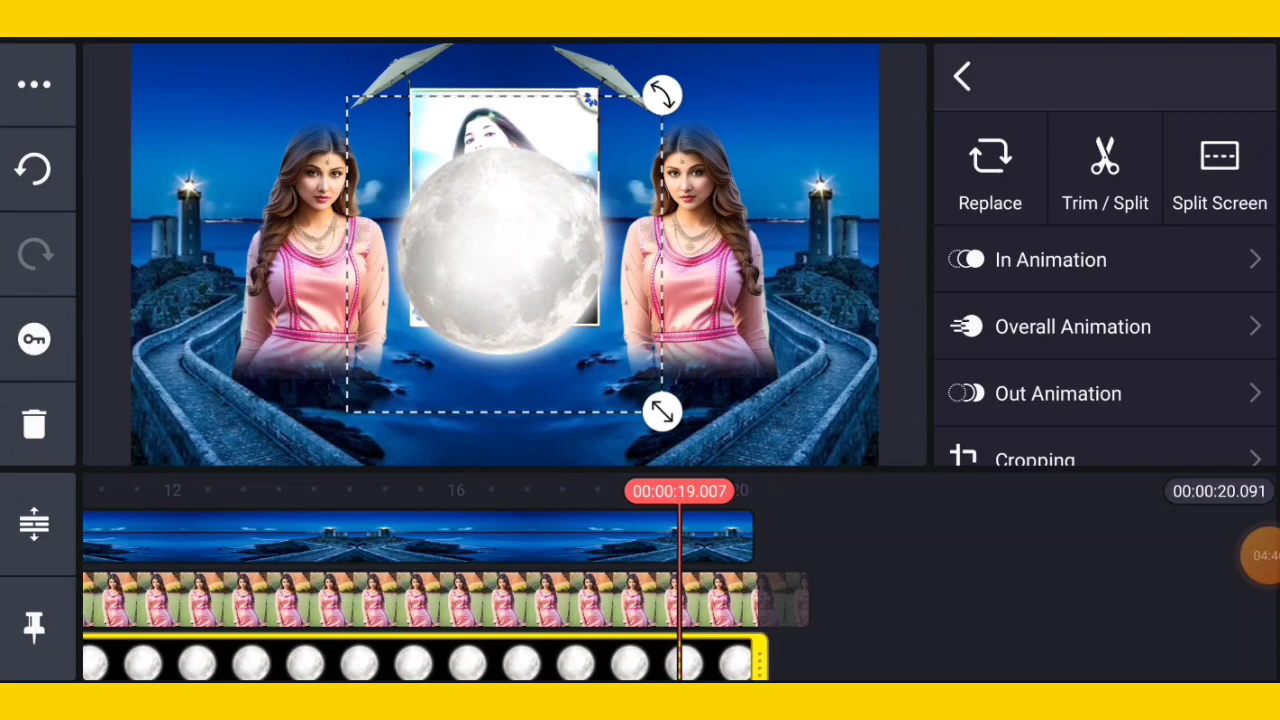 Replace
Trim / Split
Split Screen
In Animation
Overall Animation
Out Animation
Cropping
12
16
00:00:19.007
20
00:00:20.091